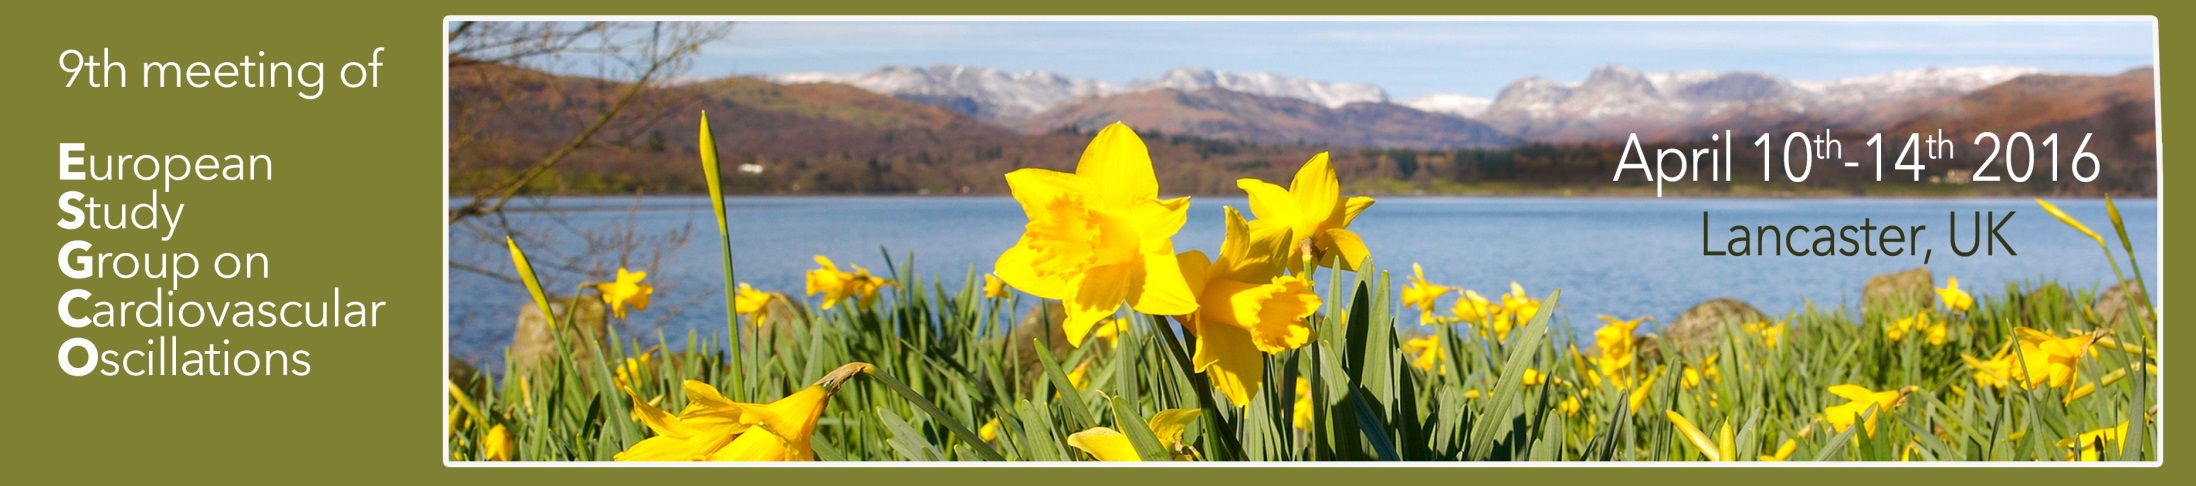 9th meeting of
European
Study
Group on
Cardiovascular
Oscillations
April 10th-14th 2016
Lancaster, UK